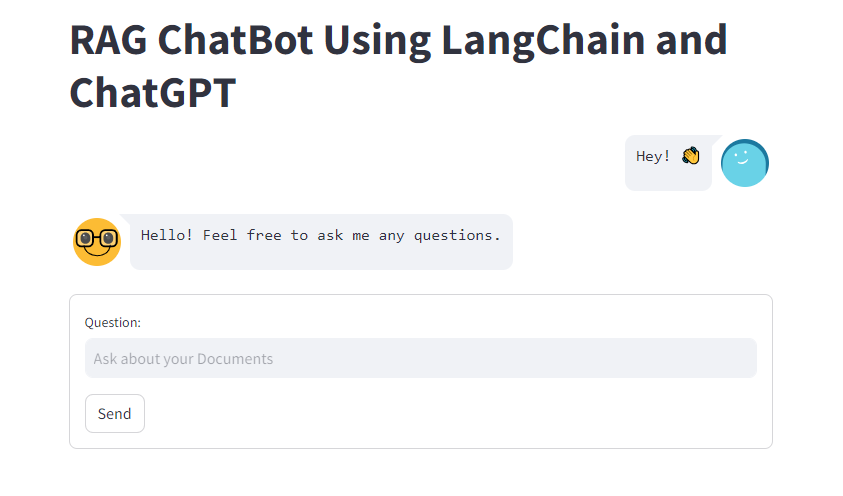 RAG ChatBot Using LangChain and
ChatGPT
Hey! 👋
Hello! Feel free to ask me any questions.
Question:
Ask about your Documents
Send